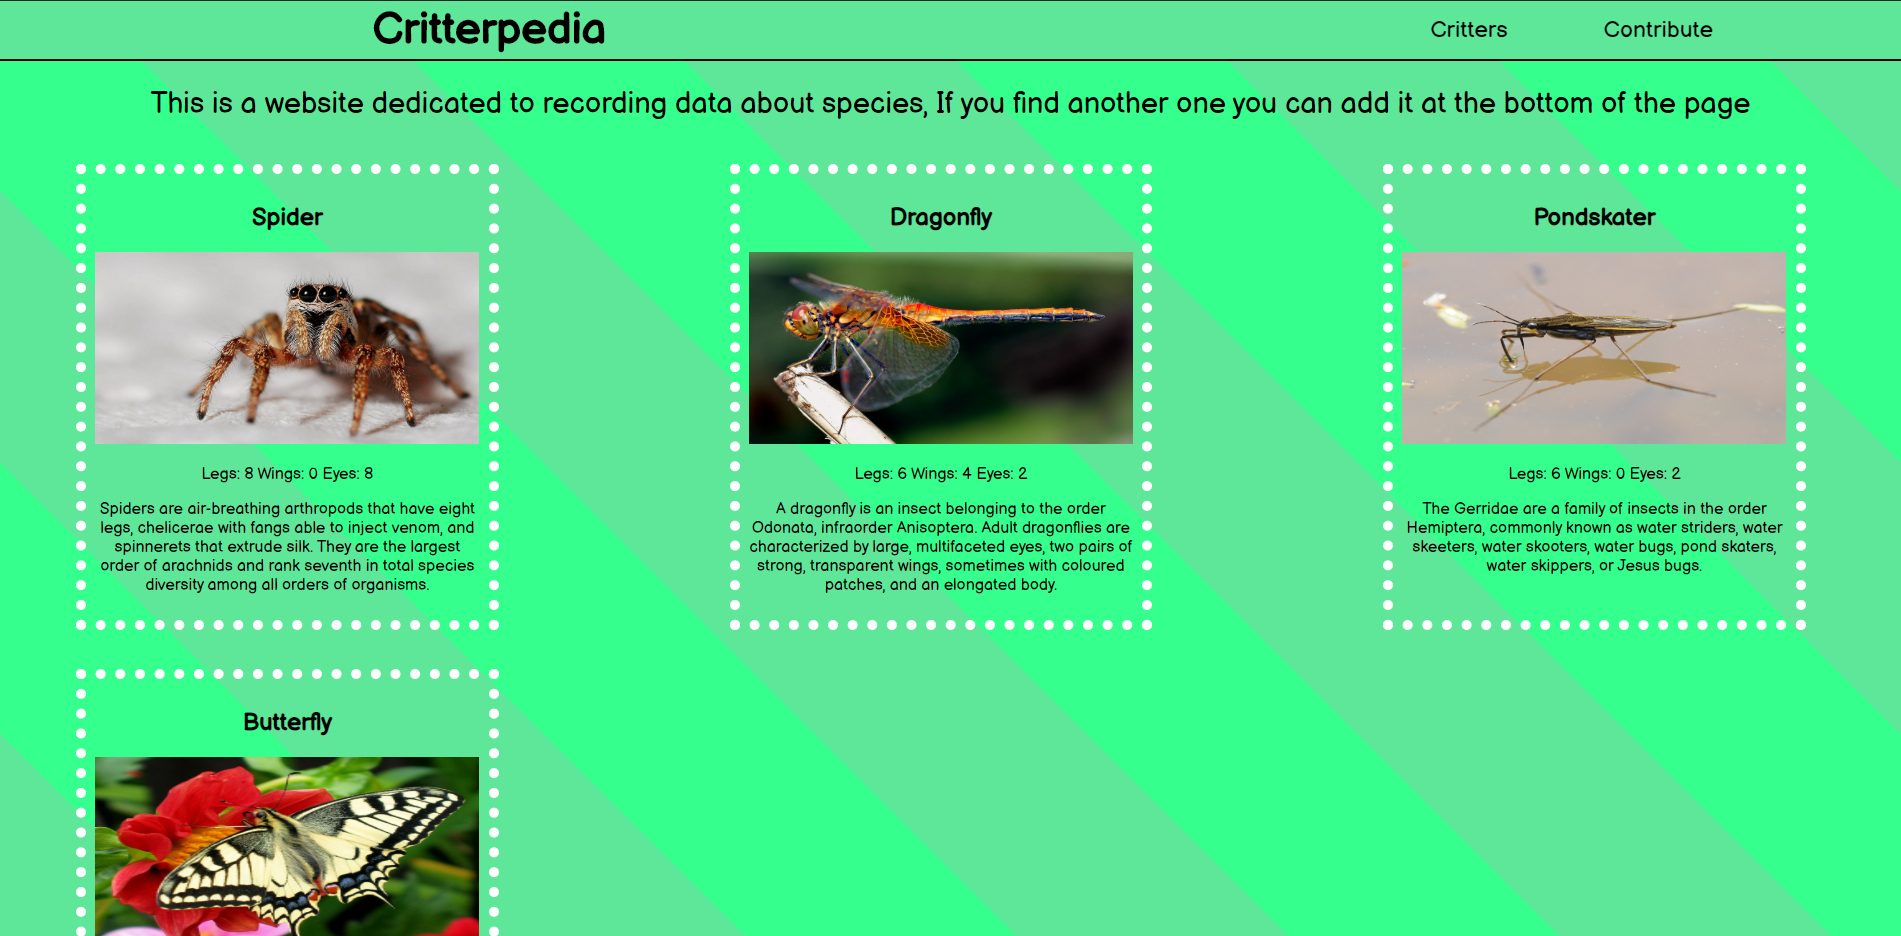 Critterpedia
Critters
Contribute
This is a website dedicated to recording data about species, If you find another one you can add it at the bottom of the page
Spider
Legs: 8 Wings: 0 Eyes: 8
Spiders are air-breathing arthropods that have eight
legs, chelicerae with fangs able to inject venom, and
spinnerets that extrude silk. They are the largest
order of arachnids and rank seventh in total species
diversity among all orders of organisms.
Dragonfly
Legs: 6 Wings: 4 Eyes: 2
A dragonfly is an insect belonging to the order
Odonata, infraorder Anisoptera. Adult dragonflies are
characterized by large, multifaceted eyes, two pairs of
strong, transparent wings, sometimes with coloured
patches, and an elongated body.
Pondskater
Legs: 6 Wings: 0 Eyes: 2
The Gerridae are a family of insects in the order
Hemiptera, commonly known as water striders, water
skeeters, water skooters, water bugs, pond skaters,
water skippers, or Jesus bugs.
Butterfly